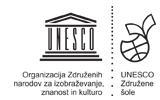 UNESCO
Organizacija Združenih
narodov za izobraževanje,
znanost in kulturo
UNESCO
Združene
šole